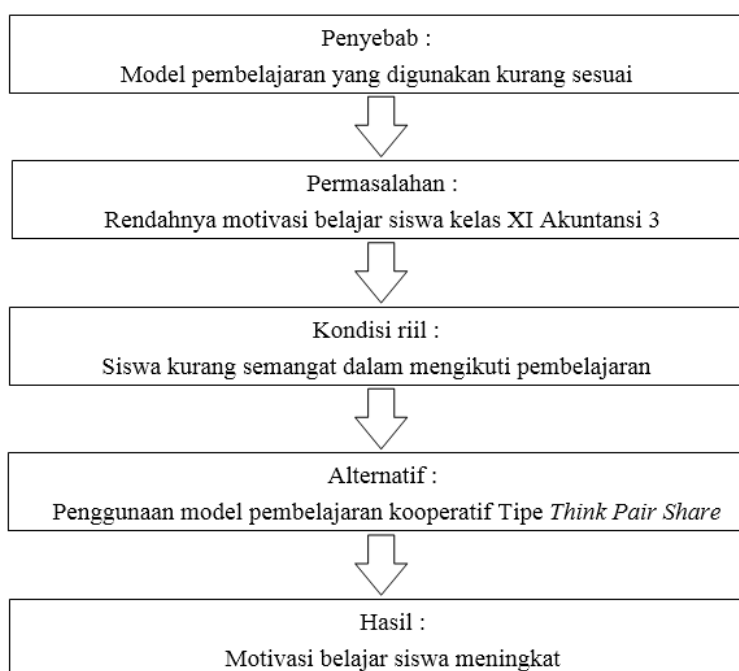 Penyebab :
Model pembelajaran yang digunakan kurang sesuai
Permasalahan :
Rendahnya motivasi belajar siswa kelas XI Akuntansi 3
Kondisi riil :
Siswa kurang semangat dalam mengikuti pembelajaran
Alternatif :
Penggunaan model pembelajaran kooperatif Tipe Think Pair Share
Hasil :
Motivasi belajar siswa meningkat